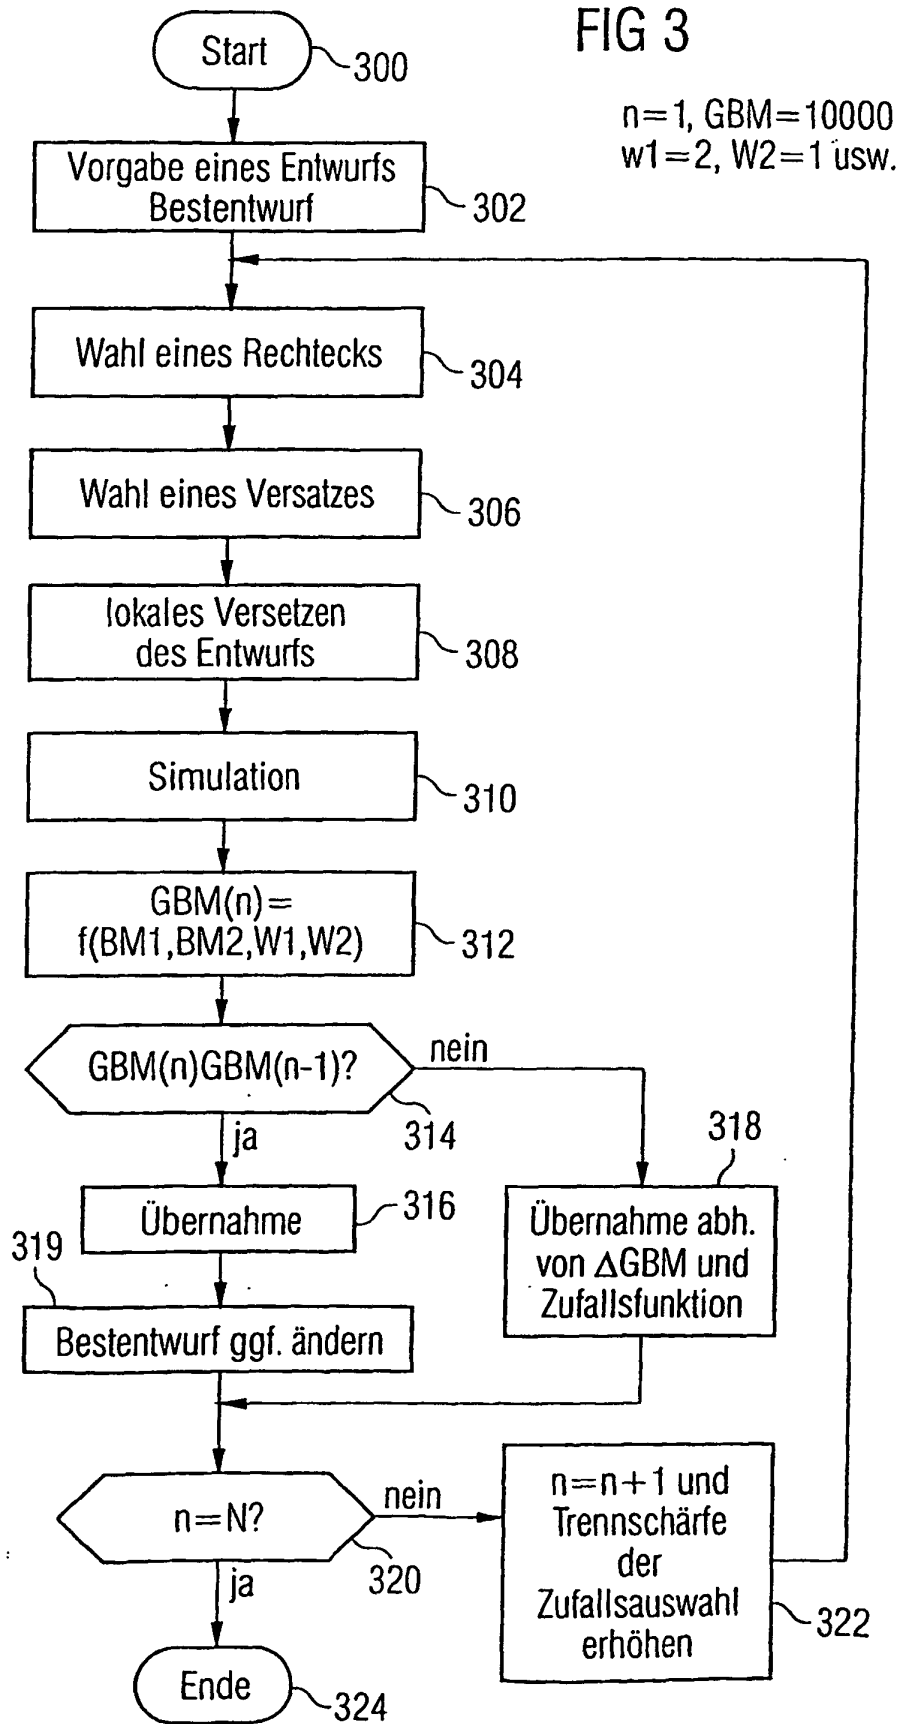 FIG 3
Start
300
n=1, GBM=10000
w1=2, W2=1 usw.
Vorgabe eines Entwurfs
Bestentwurf
302
Wahl eines Rechtecks
304
Wahl eines Versatzes
306
lokales Versetzen
des Entwurfs
308
Simulation
310
GBM(n)=
f(BM1,BM2,W1,W2)
312
GBM(n)GBM(n-1)?
nein
314
ja
318
Übernahme
316
Übernahme abh.
von ΔGBM und
Zufallsfunktion
319
Bestentwurf ggf. ändern
n=N?
nein
320
ja
n=n+1 und
Trennschärfe
der
Zufallsauswahl
erhöhen
322
Ende
324